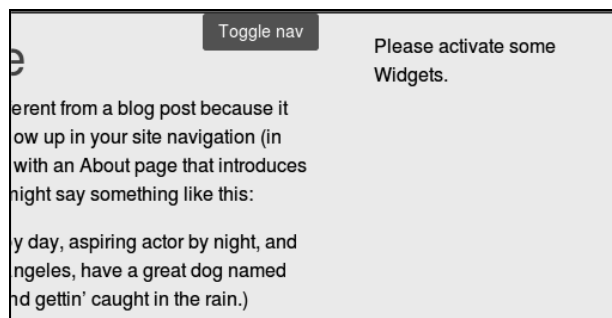 Toggle nav
e
erent from a blog post because it
ow up in your site navigation (in
with an About page that introduces
might say something like this:
y day, aspiring actor by night, and
ngeles, have a great dog named
nd gettin’ caught in the rain.)
Please activate some
Widgets.